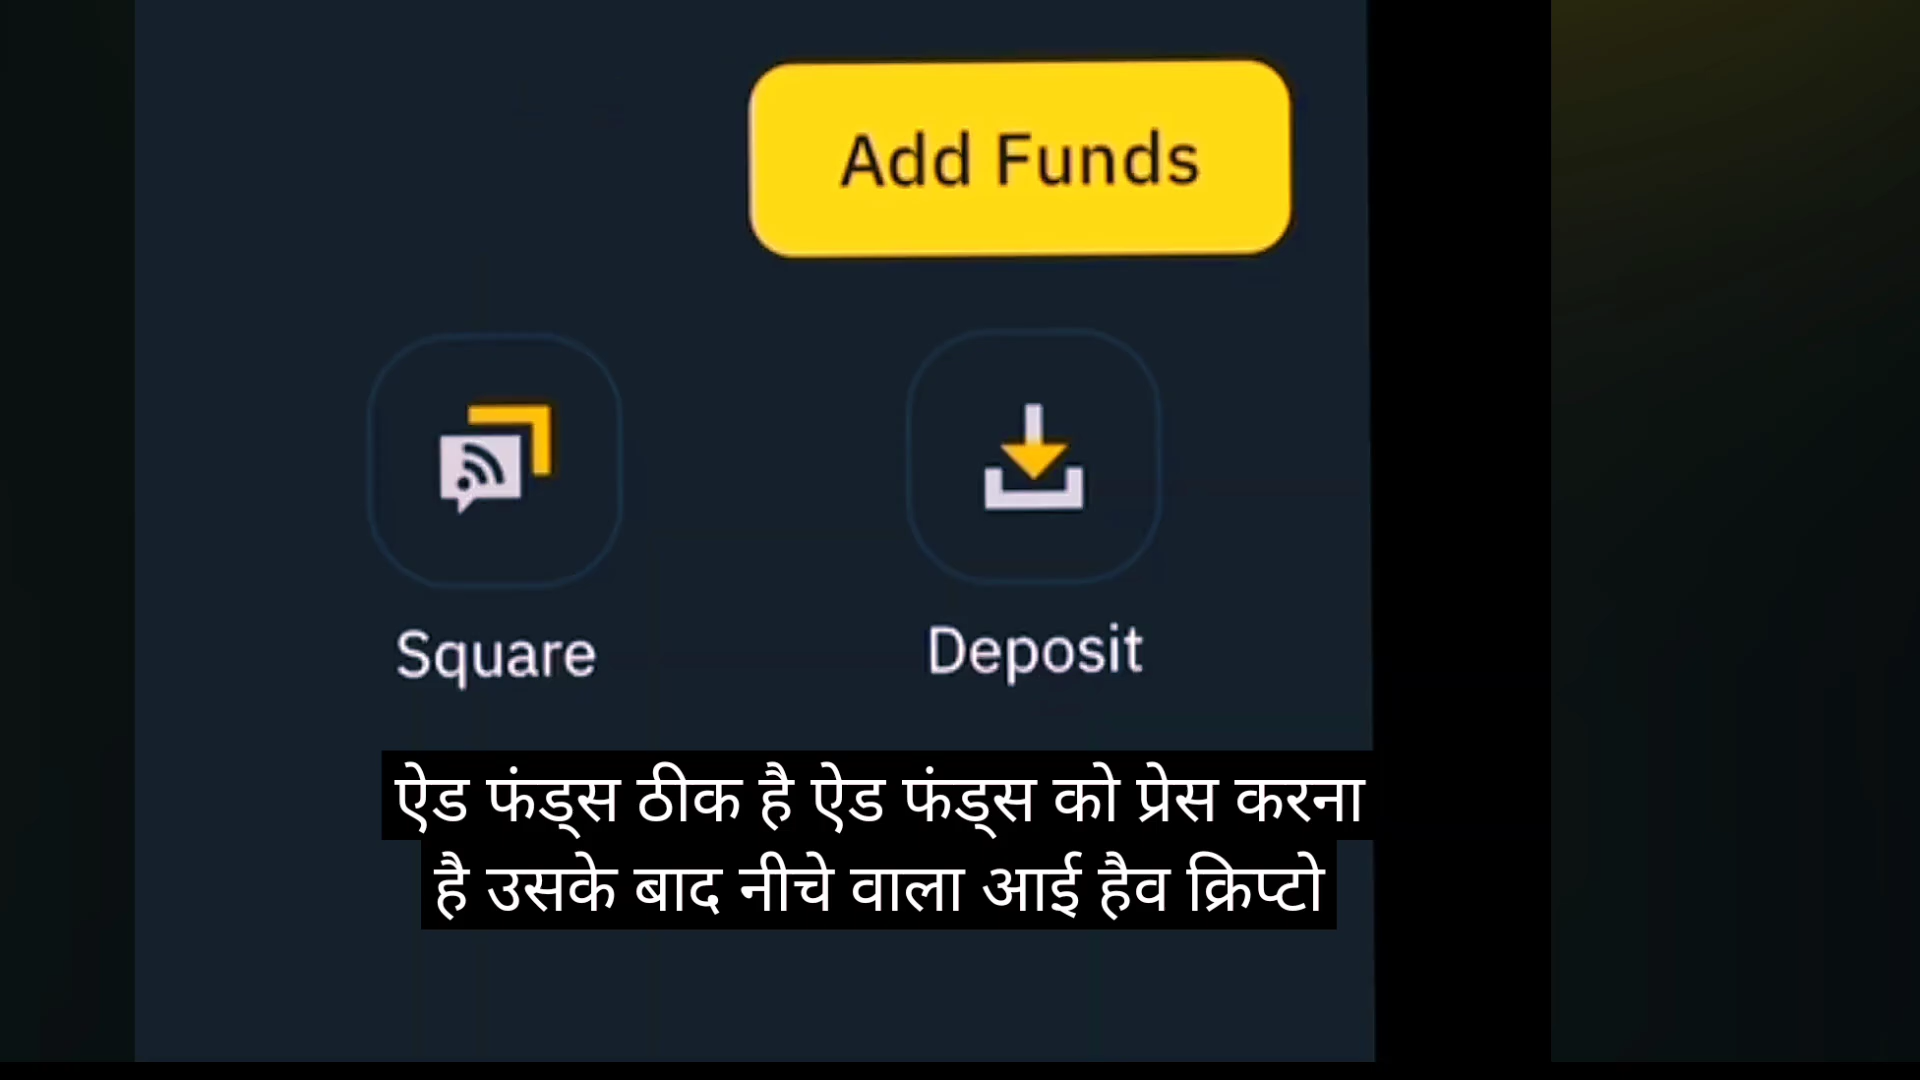 Add Funds
Square
Deposit
ऐड फंड्स ठीक है ऐड फंड्स को प्रेस करना
है उसके बाद नीचे वाला आई हैव क्रिप्टो